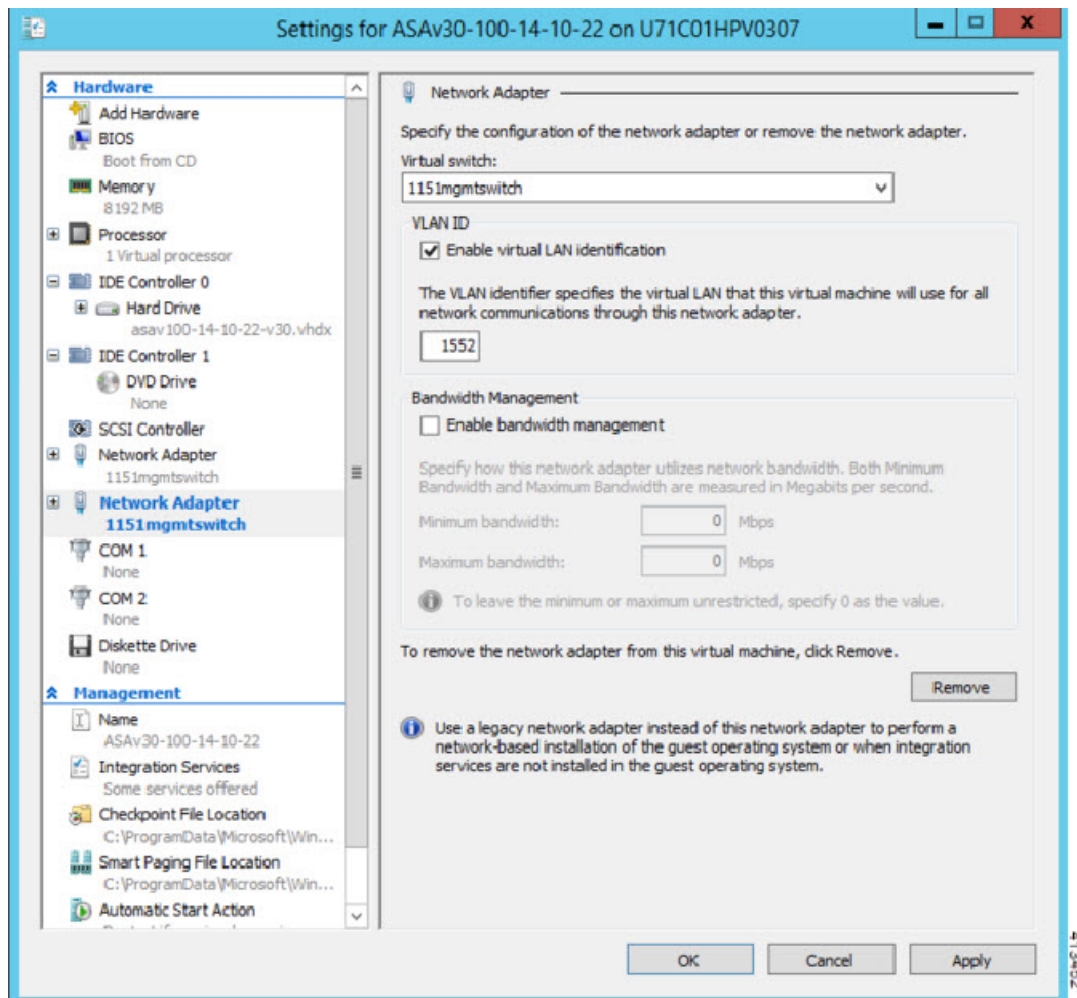 Settings for ASAv30-100-14-10-22 on U71C01HPV0307
Hardware
Add Hardware
BIOS
Boot from CD
Memory
8192 MB
Processor
1 Virtual processor
IDE Controller 0
Hard Drive
asav100-14-10-22-v30.vhdx
IDE Controller 1
DVD Drive
None
SCSI Controller
Network Adapter
1151mgmtswitch
Network Adapter
1151mgmtswitch
COM 1
None
COM 2
None
Diskette Drive
None
Management
Name
ASAv30-100-14-10-22
Integration Services
Some services offered
Checkpoint File Location
C:\ProgramData\Microsoft\Win...
Smart Paging File Location
C:\ProgramData\Microsoft\Win...
Automatic Start Action
Network Adapter
Specify the configuration of the network adapter or remove the network adapter.
Virtual switch:
1151mgmtswitch
VLAN ID
Enable virtual LAN identification
The VLAN identifier specifies the virtual LAN that this virtual machine will use for all
network communications through this network adapter.
1552
Bandwidth Management
Enable bandwidth management
Specify how this network adapter utilizes network bandwidth. Both Minimum
Bandwidth and Maximum Bandwidth are measured in Megabits per second.
Minimum bandwidth: 0 Mbps
Maximum bandwidth: 0 Mbps
To leave the minimum or maximum unrestricted, specify 0 as the value.
To remove the network adapter from this virtual machine, click Remove.
Remove
Use a legacy network adapter instead of this network adapter to perform a
network-based installation of the guest operating system or when integration
services are not installed in the guest operating system.
OK Cancel Apply